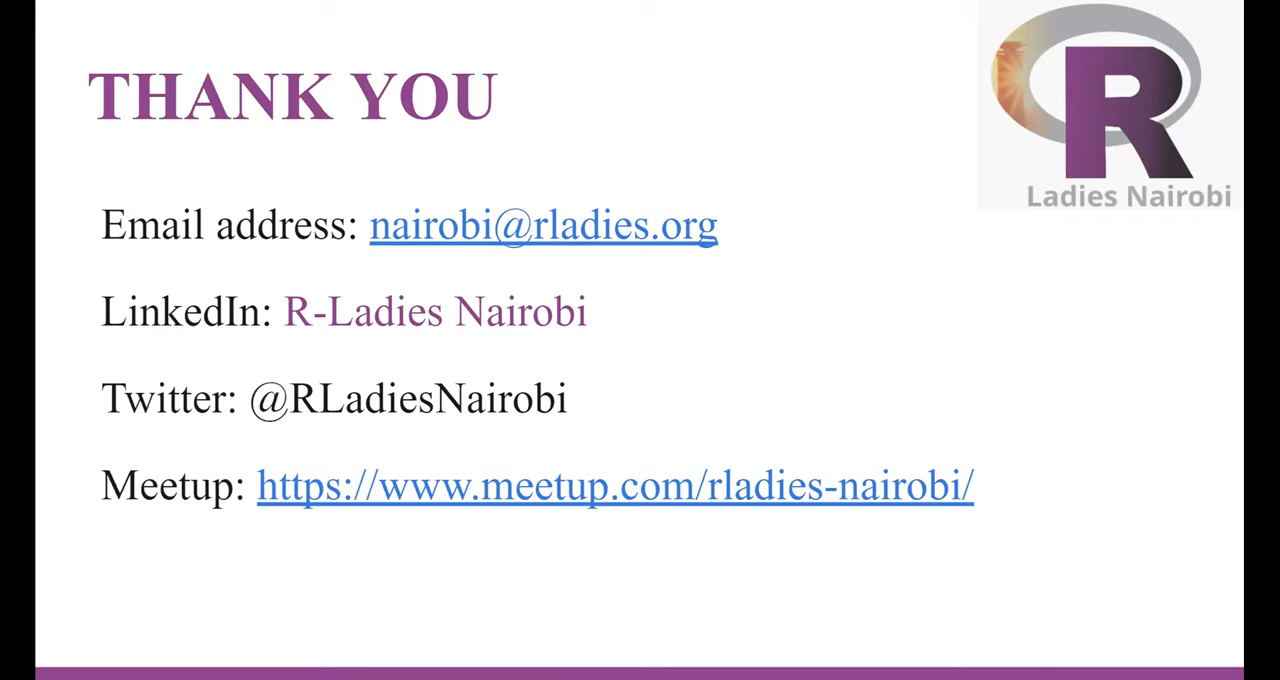 THANK YOU
R
Ladies Nairobi
Email address: nairobi@rladies.org
LinkedIn: R-Ladies Nairobi
Twitter: @RLadiesNairobi
Meetup: https://www.meetup.com/rladies-nairobi/